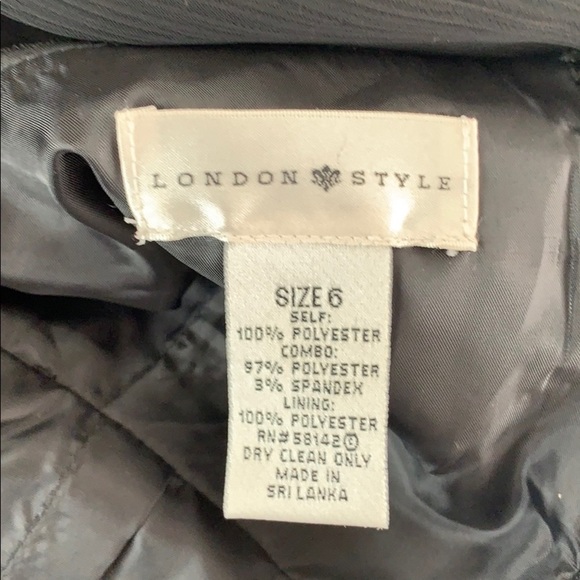 LONDON STYLE
SIZE 6
SELF:
100% POLYESTER
COMBO:
97% POLYESTER
3% SPANDEX
LINING:
100% POLYESTER
RN#58142©
DRY CLEAN ONLY
MADE IN
SRI LANKA